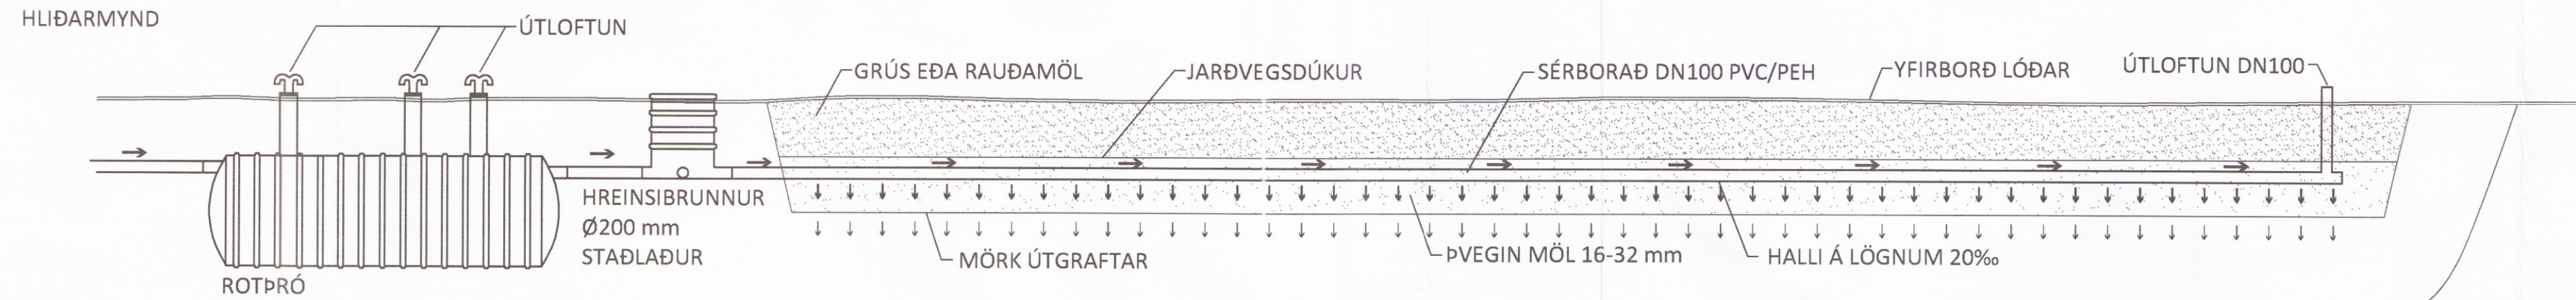 HLIÐARMYND
ÚTLOFTUN
GRÚS EÐA RAUÐAMÖL
JARÐVEGSDÚKUR
SÉRBORAÐ DN100 PVC/PEH
YFIRBORÐ LÓÐAR
ÚTLOFTUN DN100
HREINSIBRUNNUR
Ø200 mm
STAÐLAÐUR
ROTÞRÓ
MÖRK ÚTGRAFTAR
ÞVEGIN MÖL 16-32 mm
HALLI Á LÖGNUM 20‰